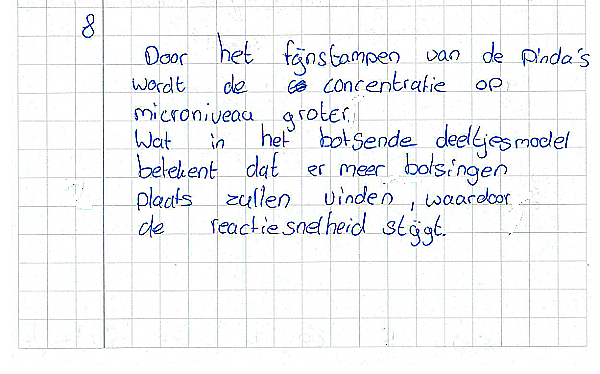 8
Door het fijnstampen van de pinda's
wordt de concentratie op
microniveau groter.
Wat in het botsende deeltjesmodel
betekent dat er meer botsingen
plaats zullen vinden, waardoor
de reactiesnelheid stijgt.